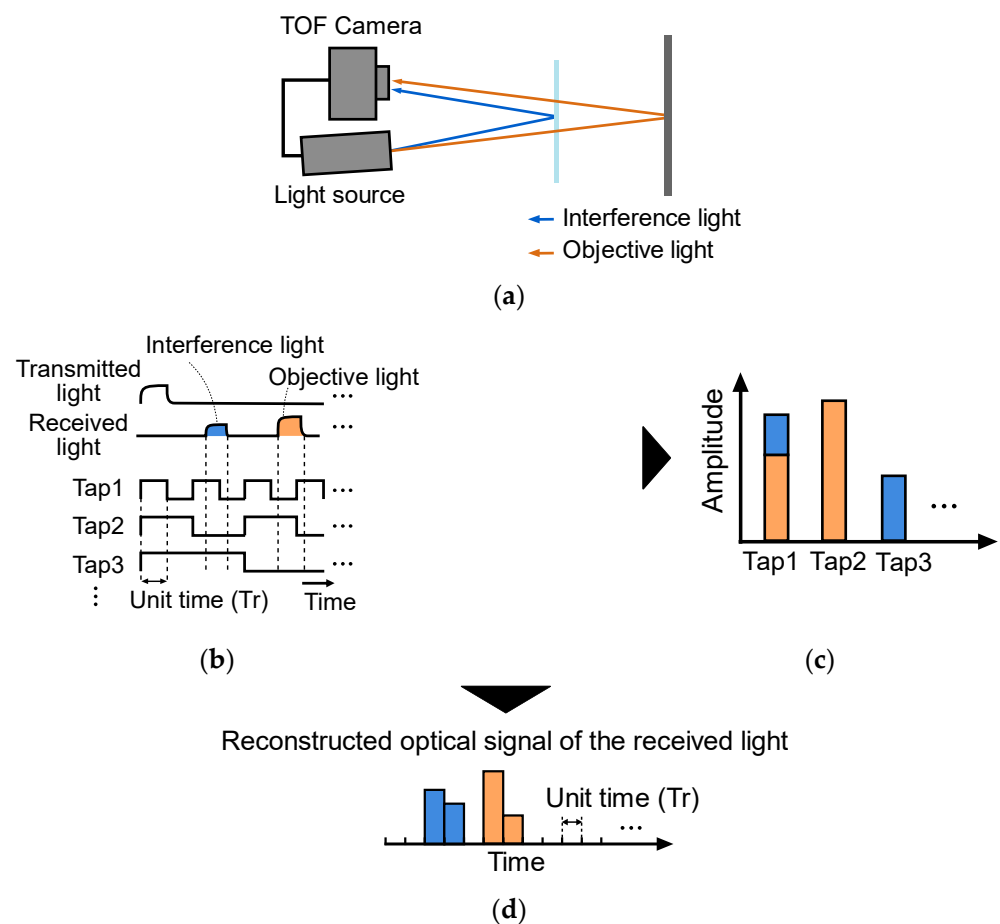 TOF Camera
Light source
Interference light
Objective light
(a)
Interference light
Transmitted
light
Objective light
Received
light
Tap1
Tap2
Tap3
Unit time (Tr)
Time
(b)
Amplitude
Tap1 Tap2 Tap3
(c)
Reconstructed optical signal of the received light
Unit time (Tr)
Time
(d)